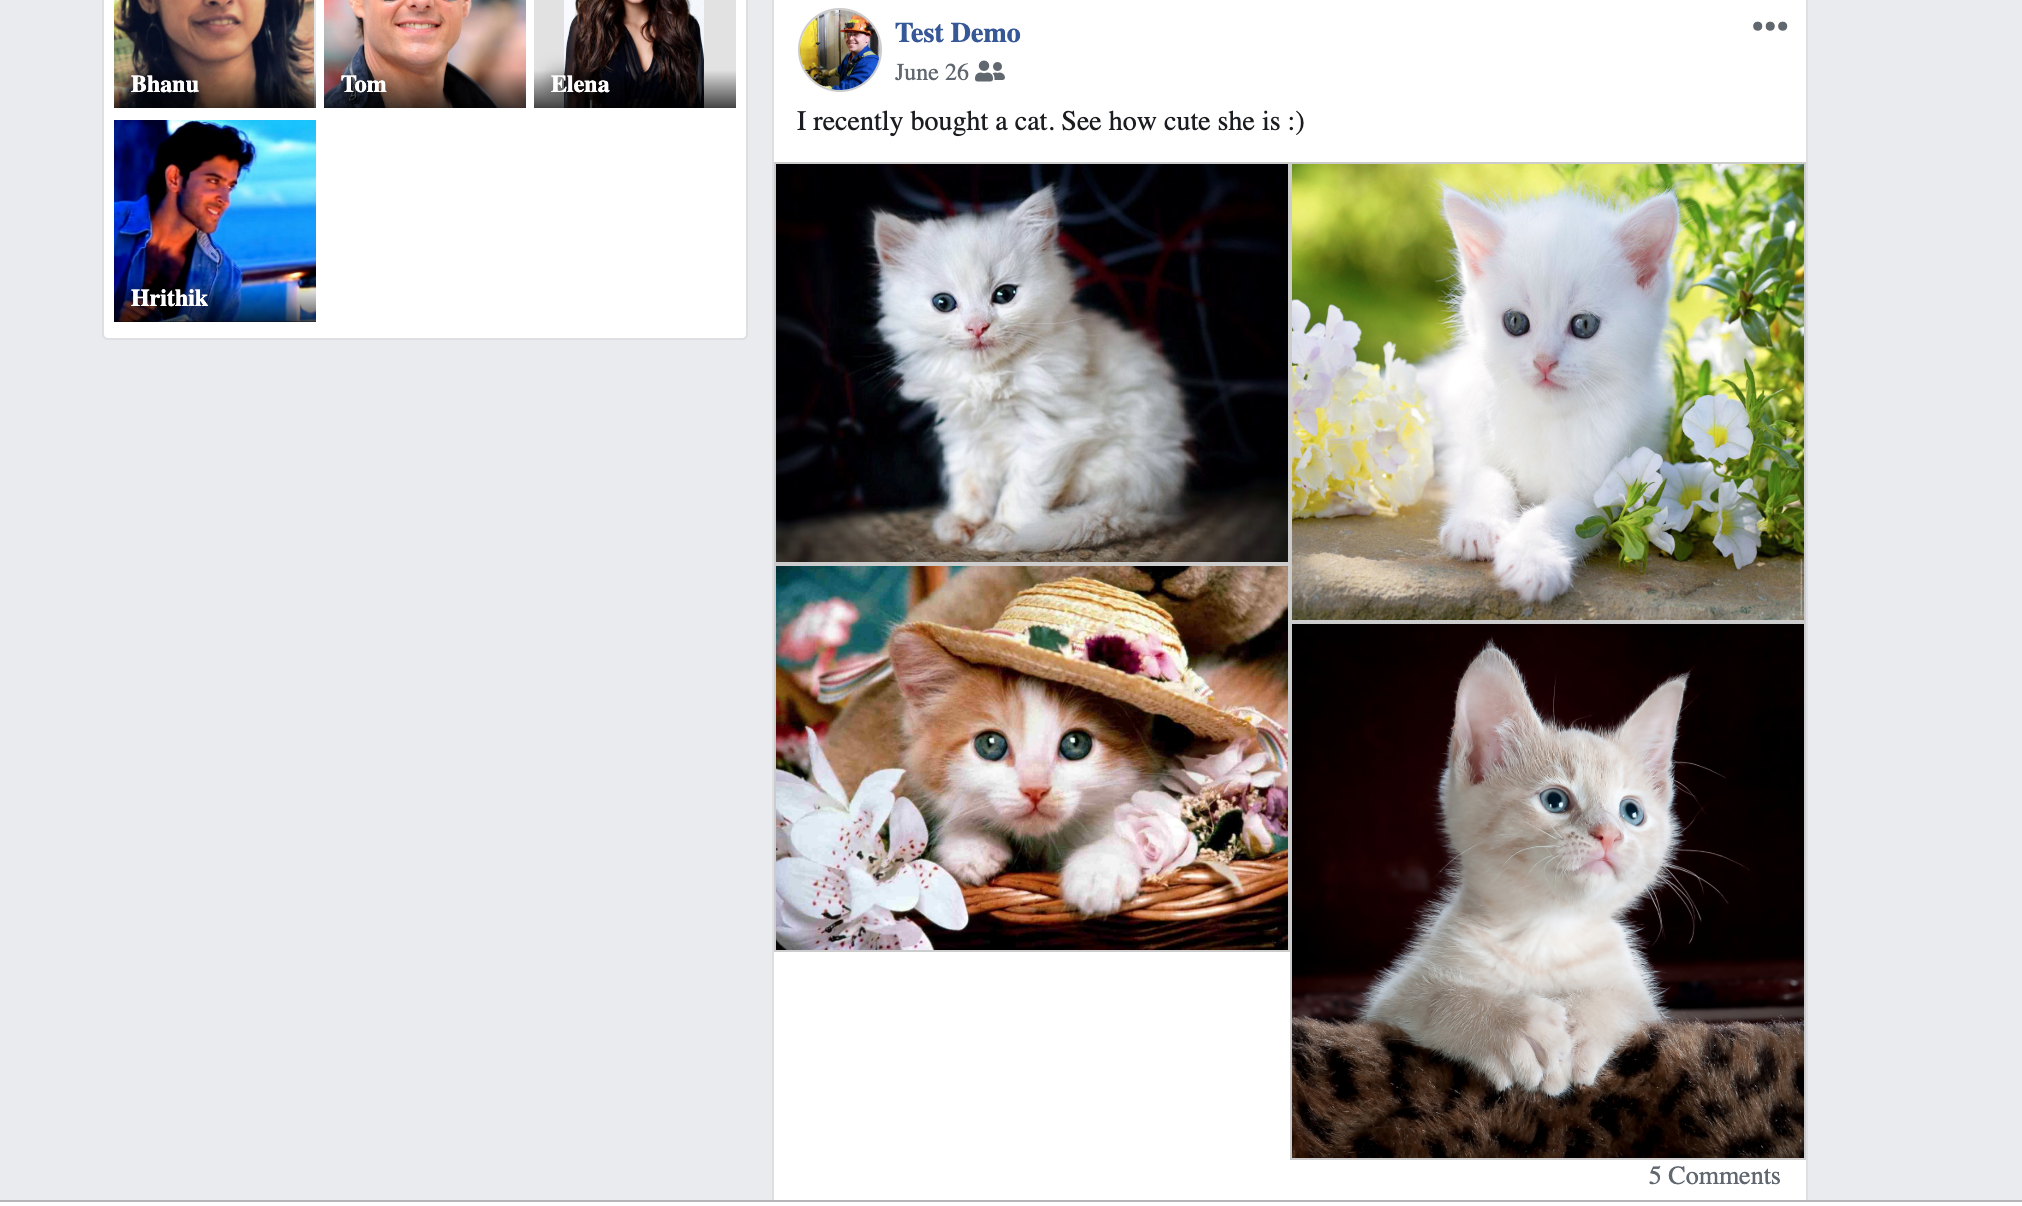 Bhanu
Tom
Elena
Hrithik
Test Demo
June 26
I recently bought a cat. See how cute she is :)
5 Comments